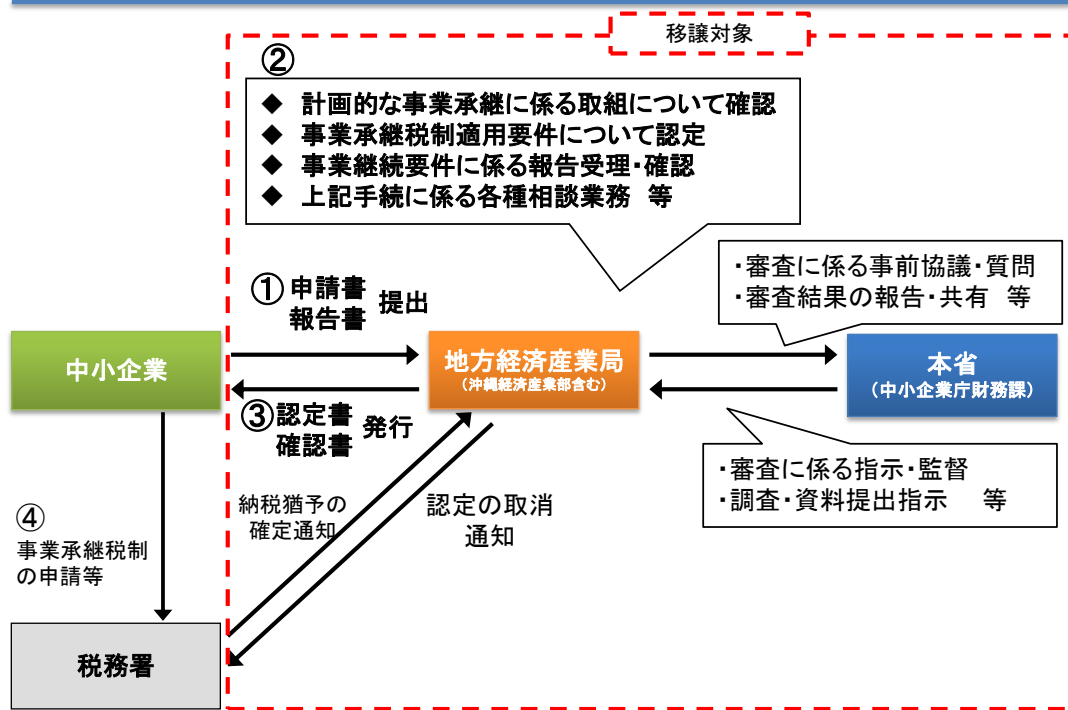 移譲対象
②
◆ 計画的な事業承継に係る取組について確認
◆ 事業承継税制適用要件について認定
◆ 事業継続要件に係る報告受理・確認
◆ 上記手続に係る各種相談業務 等
・審査に係る事前協議・質問
・審査結果の報告・共有 等
①申請書
報告書
提出
中小企業
地方経済産業局
(沖縄経済産業部含む)
本省
(中小企業庁財務課)
③認定書
確認書
発行
・審査に係る指示・監督
・調査・資料提出指示 等
納税猶予の
確定通知
認定の取消
通知
④
事業承継税制
の申請等
税務署